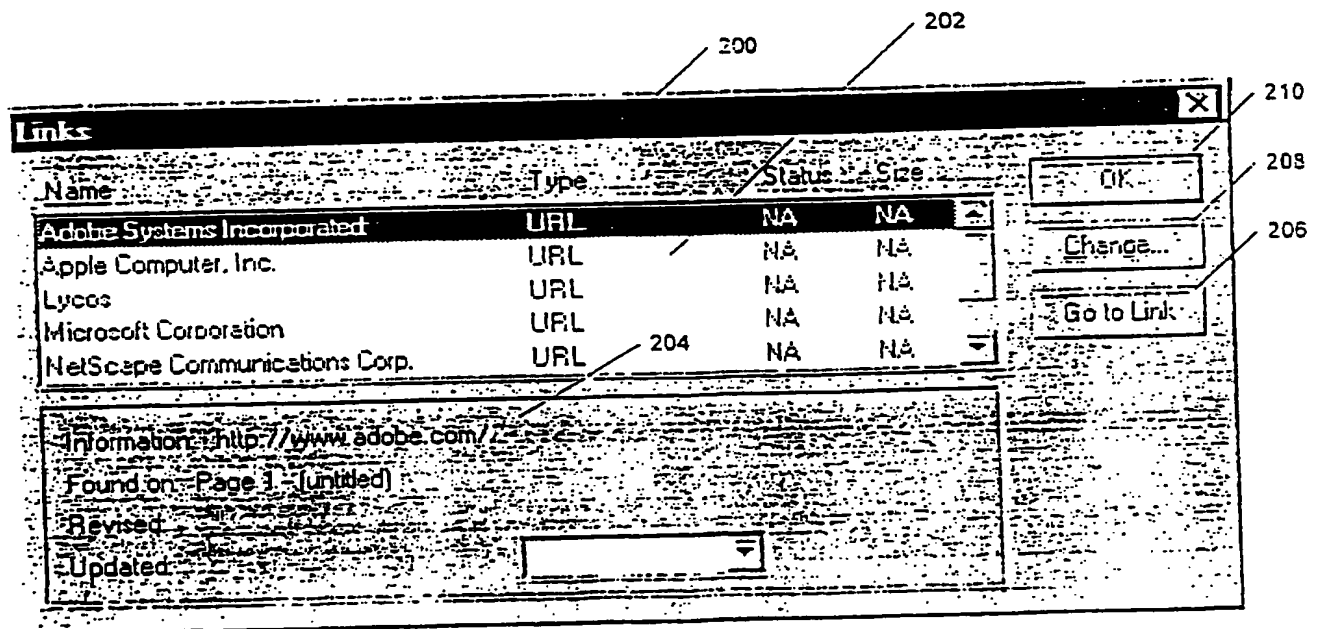 202
200
210
Links
208
Name Type Status Size OK
Adobe Systems Incorporated URL NA NA
206
Apple Computer, Inc. URL NA NA Change...
Lycos URL NA NA
Microsoft Corporation URL NA NA Go to Link
204
NetScape Communications Corp. URL NA NA
Information: http://www.adobe.com//
Found on: Page 1 - [untitled]
Revised:
Updated: